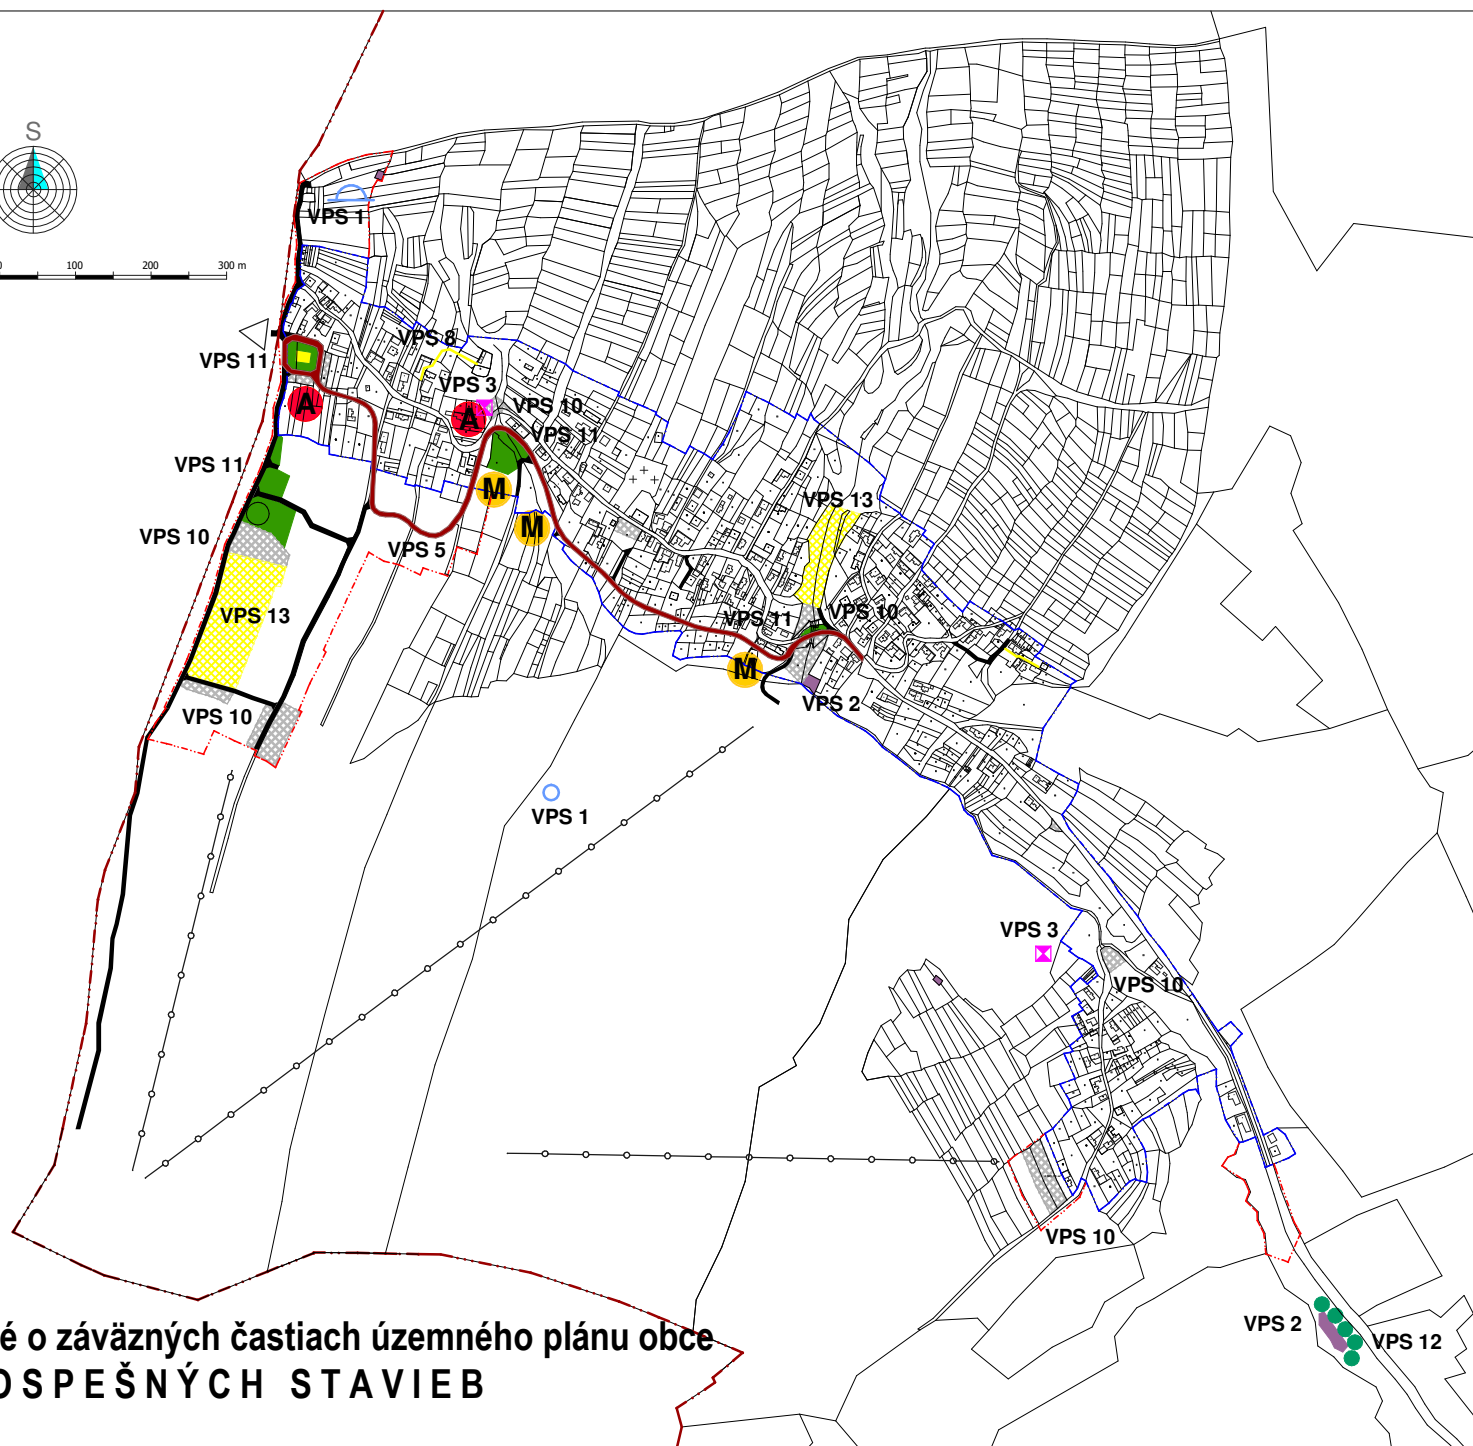 S
0 100 200 300 m
VPS 1
VPS 8
VPS 11
VPS 3
A
A
VPS 10
VPS 11
VPS 11
M
VPS 13
VPS 10
M
VPS 5
VPS 13
VPS 11
VPS 10
M
VPS 2
VPS 10
VPS 1
VPS 3
VPS 10
VPS 10
VPS 2
VPS 12
é o záväzných častiach územného plánu obce
OSPEŠNÝCH STAVIEB